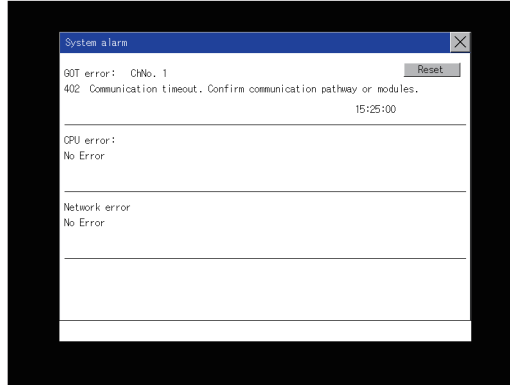 System alarm
GOT error: ChNo. 1
Reset
402 Communication timeout. Confirm communication pathway or modules.
15:25:00
CPU error:
No Error
Network error
No Error